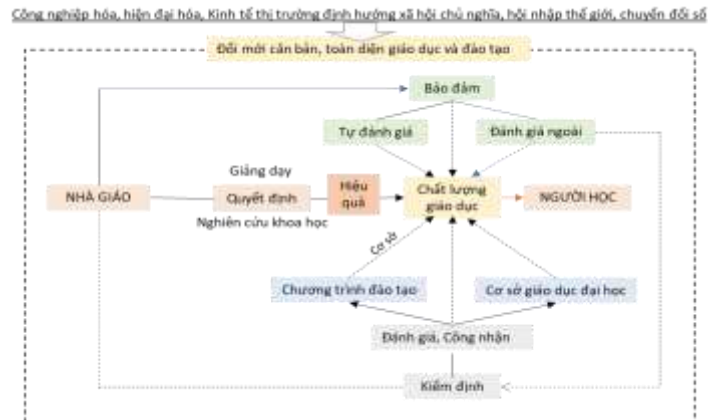 Công nghiệp hóa, hiện đại hóa, Kinh tế thị trường định hướng xã hội chủ nghĩa, hội nhập thế giới, chuyển đổi số
Đổi mới căn bản, toàn diện giáo dục và đào tạo
Bảo đảm
Tự đánh giá
Đánh giá ngoài
Giảng dạy
NHÀ GIÁO
Quyết định
Hiệu
quả
Chất lượng
giáo dục
NGƯỜI HỌC
Nghiên cứu khoa học
Cơ sở
Chương trình đào tạo
Cơ sở giáo dục đại học
Đánh giá, Công nhận
Kiểm định